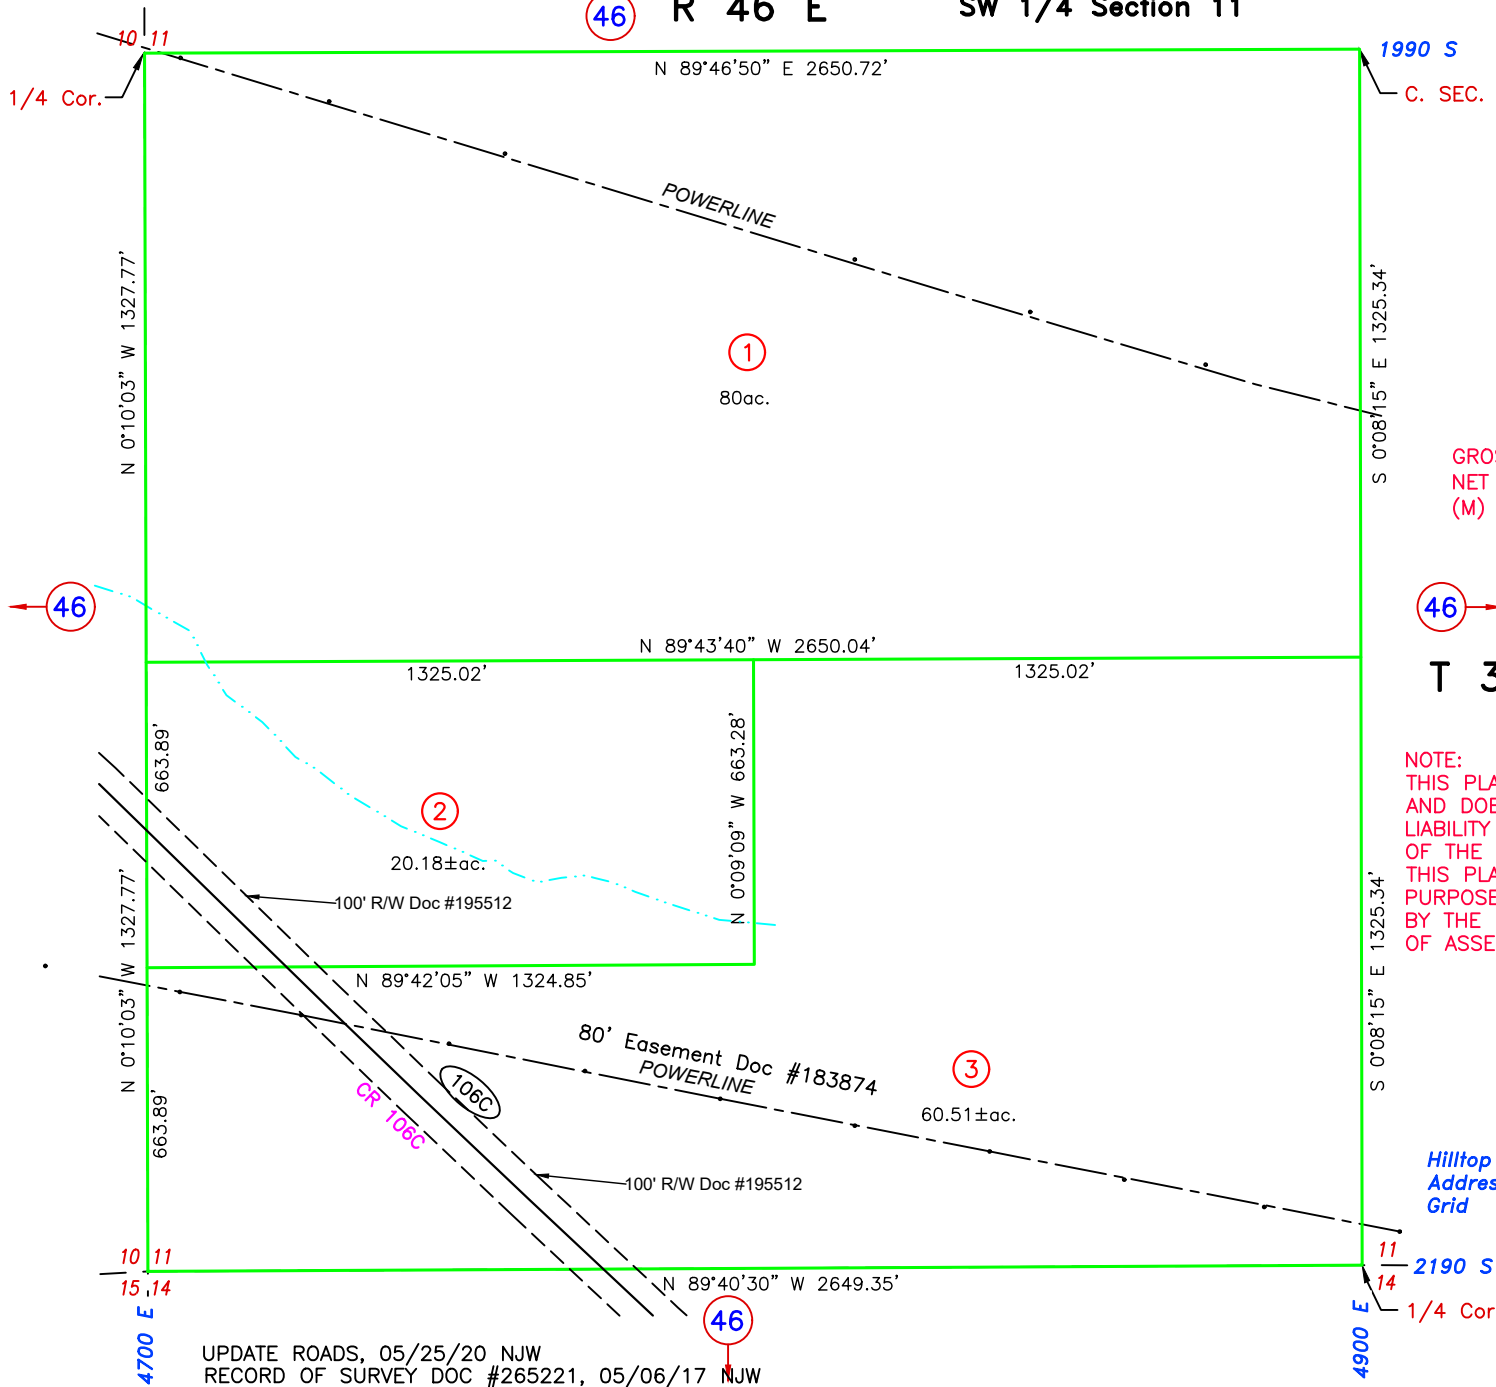 46 R 46 E SW 1/4 Section 11
10 11
1990 S
N 89°46'50" E 2650.72'
1/4 Cor.
C. SEC.
POWERLINE
N 0°10'03" W 1327.77'
S 0°08'15" E 1325.34'
1
80ac.
NET
(M)
46
46
N 89°43'40" W 2650.04'
1325.02'
1325.02'
T 3
663.89'
N 0°09'09" W 663.28'
NOTE:
THIS PLA
AND DOE
LIABILITY
OF THE
THIS PLA
PURPOSE
BY THE
OF ASSE
2
20.18±ac.
100' R/W Doc #195512
N 0°10'03" W 1327.77'
S 0°08'15" E 1325.34'
N 89°42'05" W 1324.85'
80' Easement Doc #183874
POWERLINE
3
60.51±ac.
106C
CR 106C
663.89'
100' R/W Doc #195512
Hilltop
Addres
Grid
10 11
15 14
11
14
2190 S
N 89°40'30" W 2649.35'
1/4 Cor
46
4700 E
4900 E
UPDATE ROADS, 05/25/20 NJW
RECORD OF SURVEY DOC #265221, 05/06/17 NJW